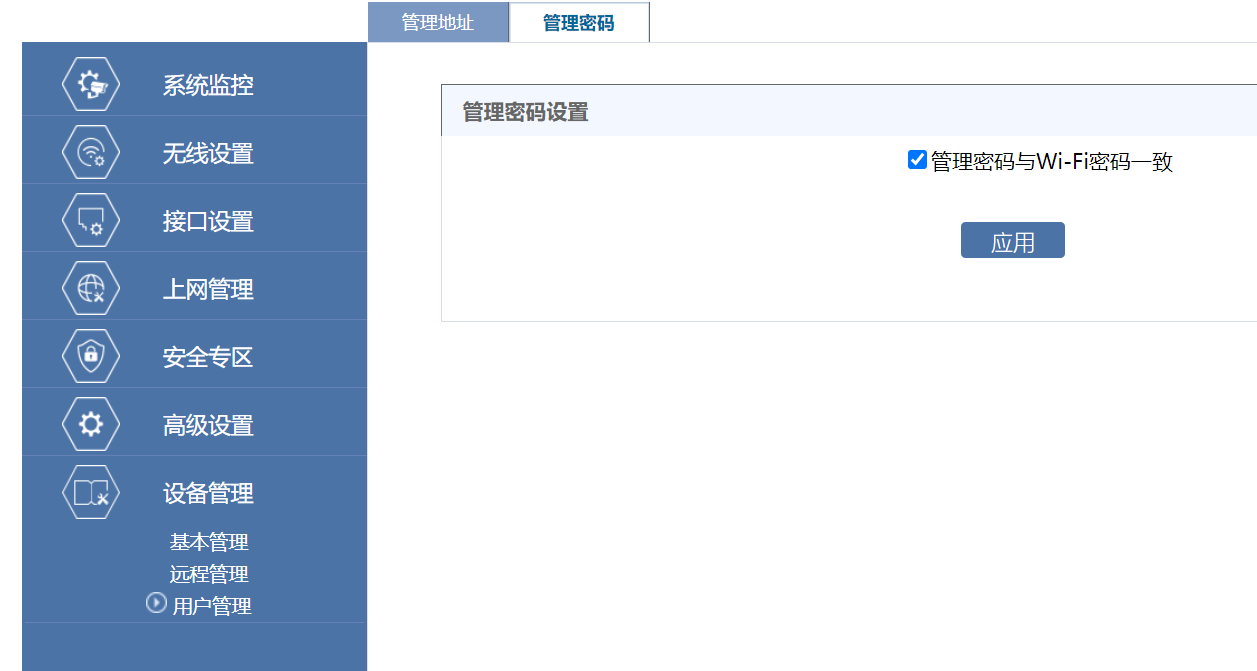 管理地址
管理密码
系统监控
无线设置
接口设置
上网管理
安全专区
高级设置
设备管理
基本管理
远程管理
用户管理
管理密码设置
管理密码与Wi-Fi密码一致
应用